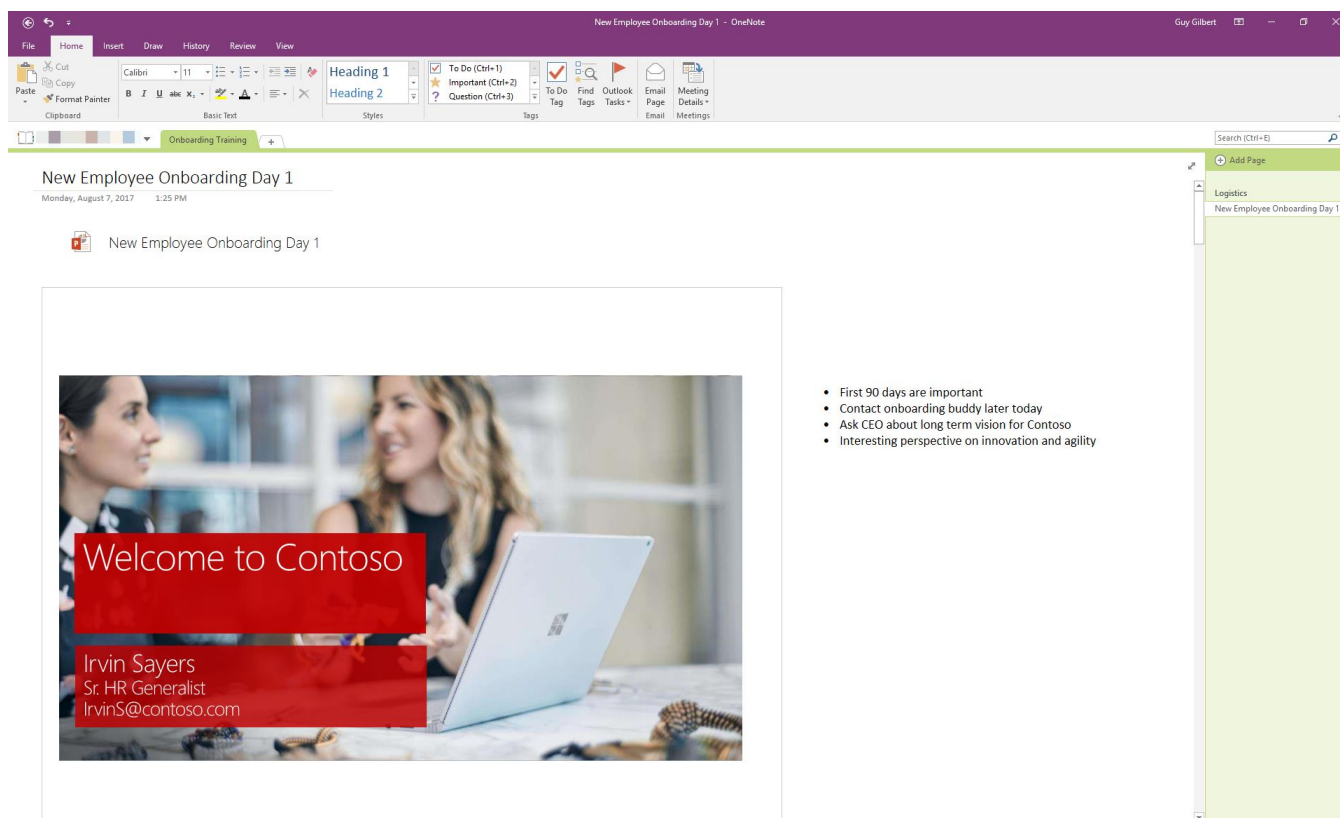 New Employee Onboarding Day 1 - OneNote
Guy Gilbert
File Home Insert Draw History Review View
Paste
Cut
Copy
Format Painter
Clipboard
Calibri 11
B I U abc X₂ A
Basic Text
Heading 1
Heading 2
Styles
To Do (Ctrl+1)
Important (Ctrl+2)
Question (Ctrl+3)
To Do
Tag
Find
Tags
Outlook
Tasks
Tags
Email
Page
Email
Meeting
Details
Meetings
Onboarding Training +
Search (Ctrl+E)
Add Page
Logistics
New Employee Onboarding Day 1
New Employee Onboarding Day 1
Monday, August 7, 2017 1:25 PM
New Employee Onboarding Day 1
Welcome to Contoso
Irvin Sayers
Sr. HR Generalist
IrvinS@contoso.com
• First 90 days are important
• Contact onboarding buddy later today
• Ask CEO about long term vision for Contoso
• Interesting perspective on innovation and agility